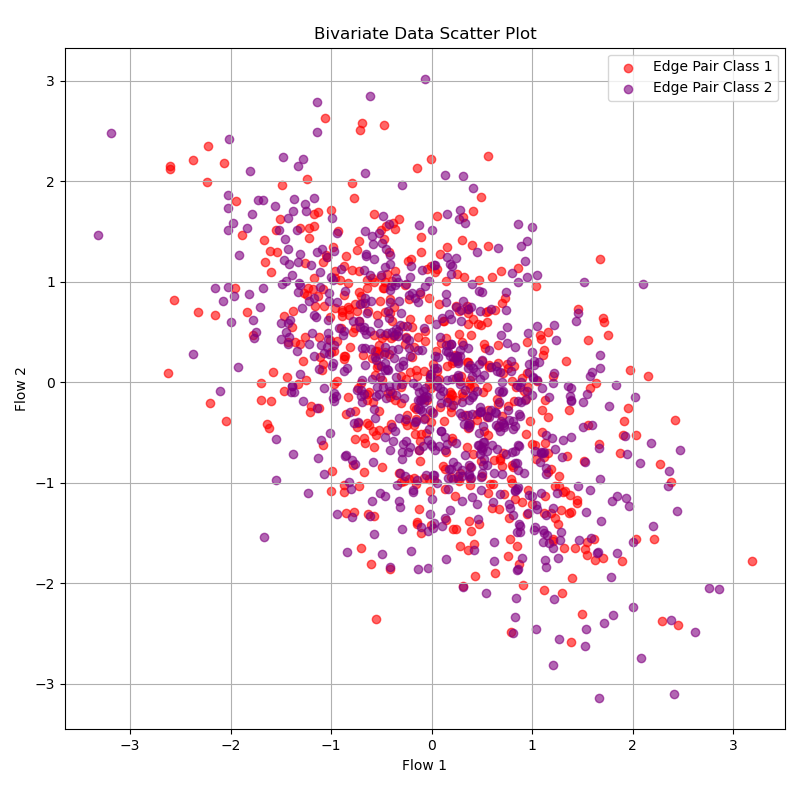 Bivariate Data Scatter Plot
Edge Pair Class 1
Edge Pair Class 2
3
2
1
0
−1
−2
−3
Flow 2
−3
−2
−1
0
1
2
3
Flow 1